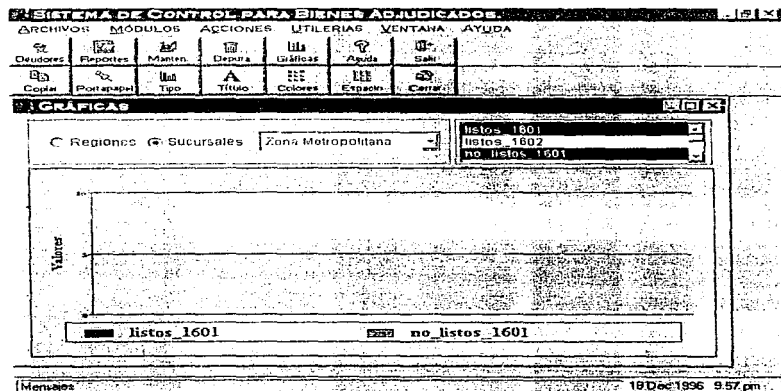 SISTEMA DE CONTROL PARA BIENES ADJUDICADOS
ARCHIVOS MÓDULOS ACCIONES UTILERIAS VENTANA AYUDA
Deudores Reportes Manten. Depura Gráficas Ayuda Salir
Copiar Portapapel Tipo Título Colores Espacio Cerrar
GRÁFICAS
Regiones Sucursales Zona Metropolitana
listos_1601
listos_1602
no_listos_1601
Valores
listos_1601 no_listos_1601
Mensajes 19 Dec 1996 9:57 pm